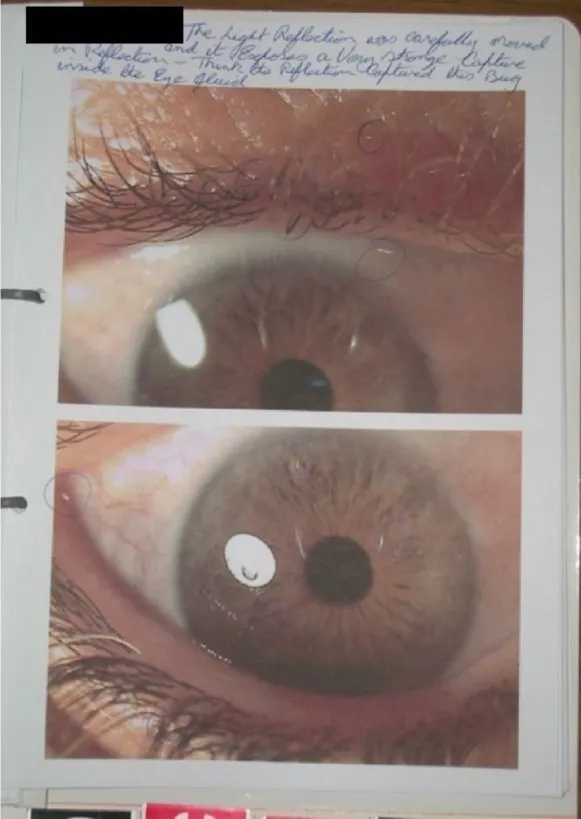 The Light Reflection was carefully moved
in Reflection - and it Exposes a Very strange Capture
inside the Eye fluid - Think the Reflection Captured this Bug